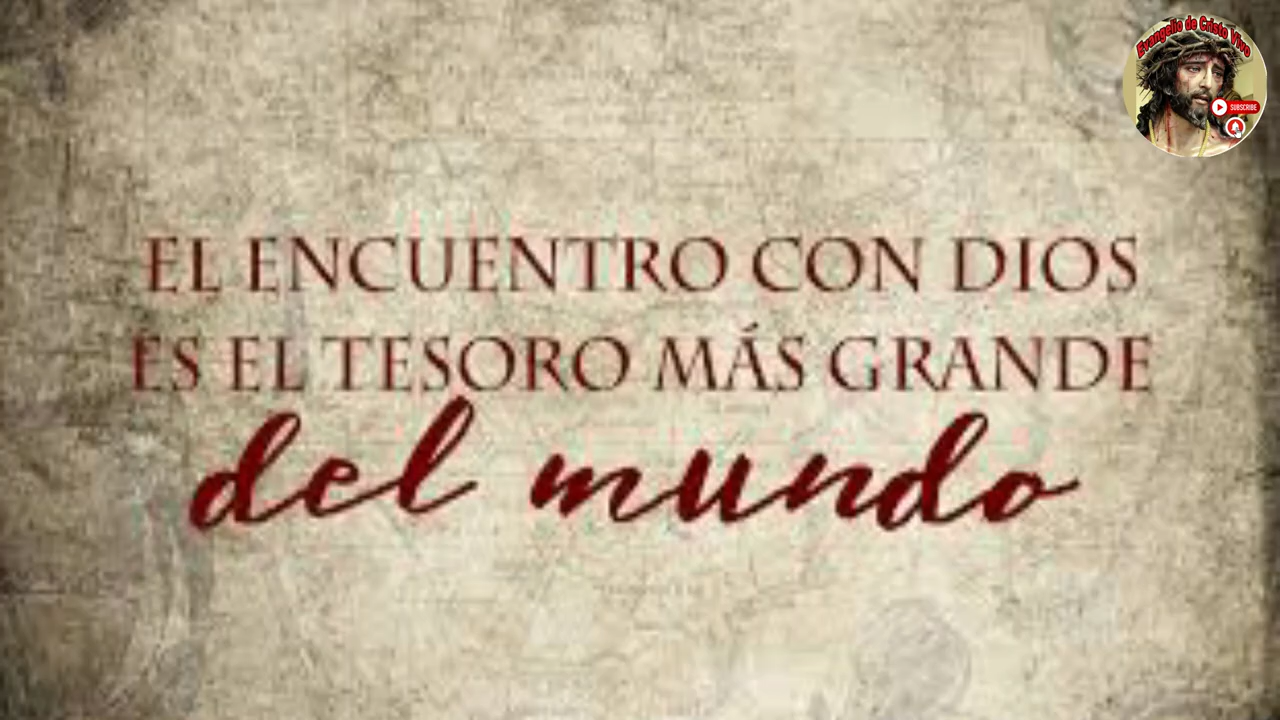 Evangelio de Cristo Vivo
SUBSCRIBE
EL ENCUENTRO CON DIOS
ES EL TESORO MÁS GRANDE
del mundo